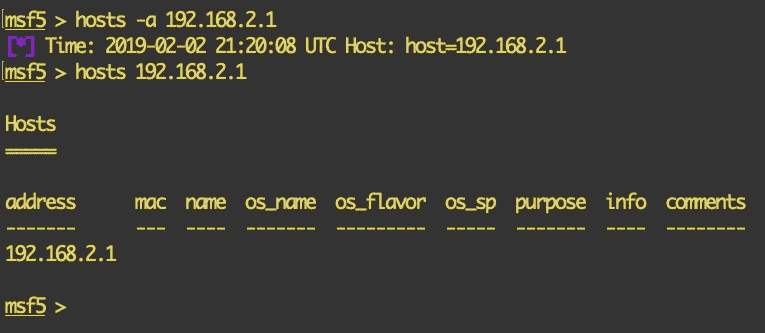 msf5 > hosts -a 192.168.2.1
[*] Time: 2019-02-02 21:20:08 UTC Host: host=192.168.2.1
msf5 > hosts 192.168.2.1
Hosts
=====
address      mac  name  os_name  os_flavor  os_sp  purpose  info  comments
-------      ---  ----  -------  ---------  -----  -------  ----  --------
192.168.2.1
msf5 >